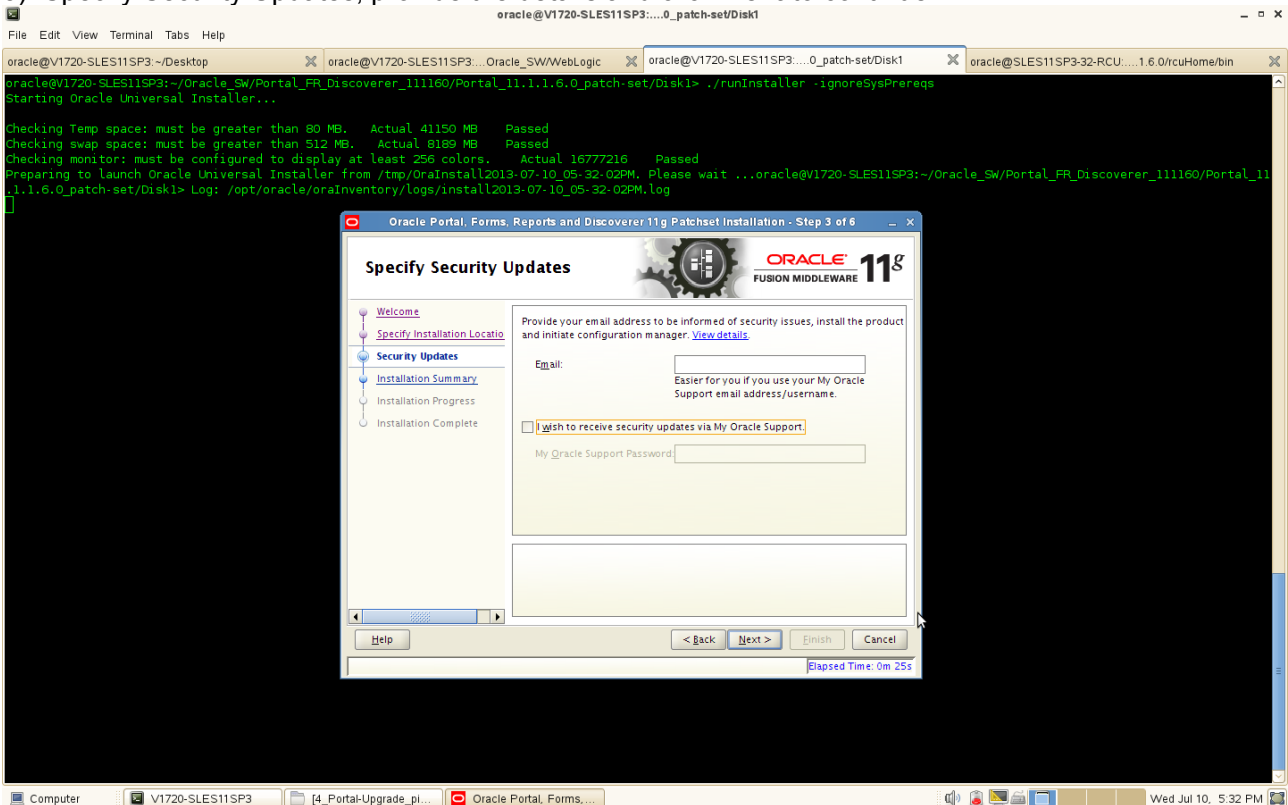 oracle@V1720-SLES11SP3:....0_patch-set/Disk1
File Edit View Terminal Tabs Help
oracle@V1720-SLES11SP3:~/Desktop
oracle@V1720-SLES11SP3:...Oracle_SW/WebLogic
oracle@V1720-SLES11SP3:....0_patch-set/Disk1
oracle@SLES11SP3-32-RCU:....1.6.0/rcuHome/bin
oracle@V1720-SLES11SP3:~/Oracle_SW/Portal_FR_Discoverer_111160/Portal_11.1.1.6.0_patch-set/Disk1> ./runInstaller -ignoreSysPrereqs
Starting Oracle Universal Installer...
Checking Temp space: must be greater than 80 MB. Actual 41150 MB Passed
Checking swap space: must be greater than 512 MB. Actual 8189 MB Passed
Checking monitor: must be configured to display at least 256 colors. Actual 16777216 Passed
Preparing to launch Oracle Universal Installer from /tmp/OraInstall2013-07-10_05-32-02PM. Please wait ...oracle@V1720-SLES11SP3:~/Oracle_SW/Portal_FR_Discoverer_111160/Portal_11
.1.1.6.0_patch-set/Disk1> Log: /opt/oracle/oraInventory/logs/install2013-07-10_05-32-02PM.log
Oracle Portal, Forms, Reports and Discoverer 11g Patchset Installation - Step 3 of 6
Specify Security Updates
ORACLE
FUSION MIDDLEWARE 11g
Welcome
Specify Installation Locatio
Security Updates
Installation Summary
Installation Progress
Installation Complete
Provide your email address to be informed of security issues, install the product
and initiate configuration manager. View details.
Email:
Easier for you if you use your My Oracle
Support email address/username.
I wish to receive security updates via My Oracle Support.
My Oracle Support Password:
Help
< Back
Next >
Finish
Cancel
Elapsed Time: 0m 25s
Computer
V1720-SLES11SP3
[4_Portal-Upgrade_pi...
Oracle Portal, Forms,...
Wed Jul 10, 5:32 PM